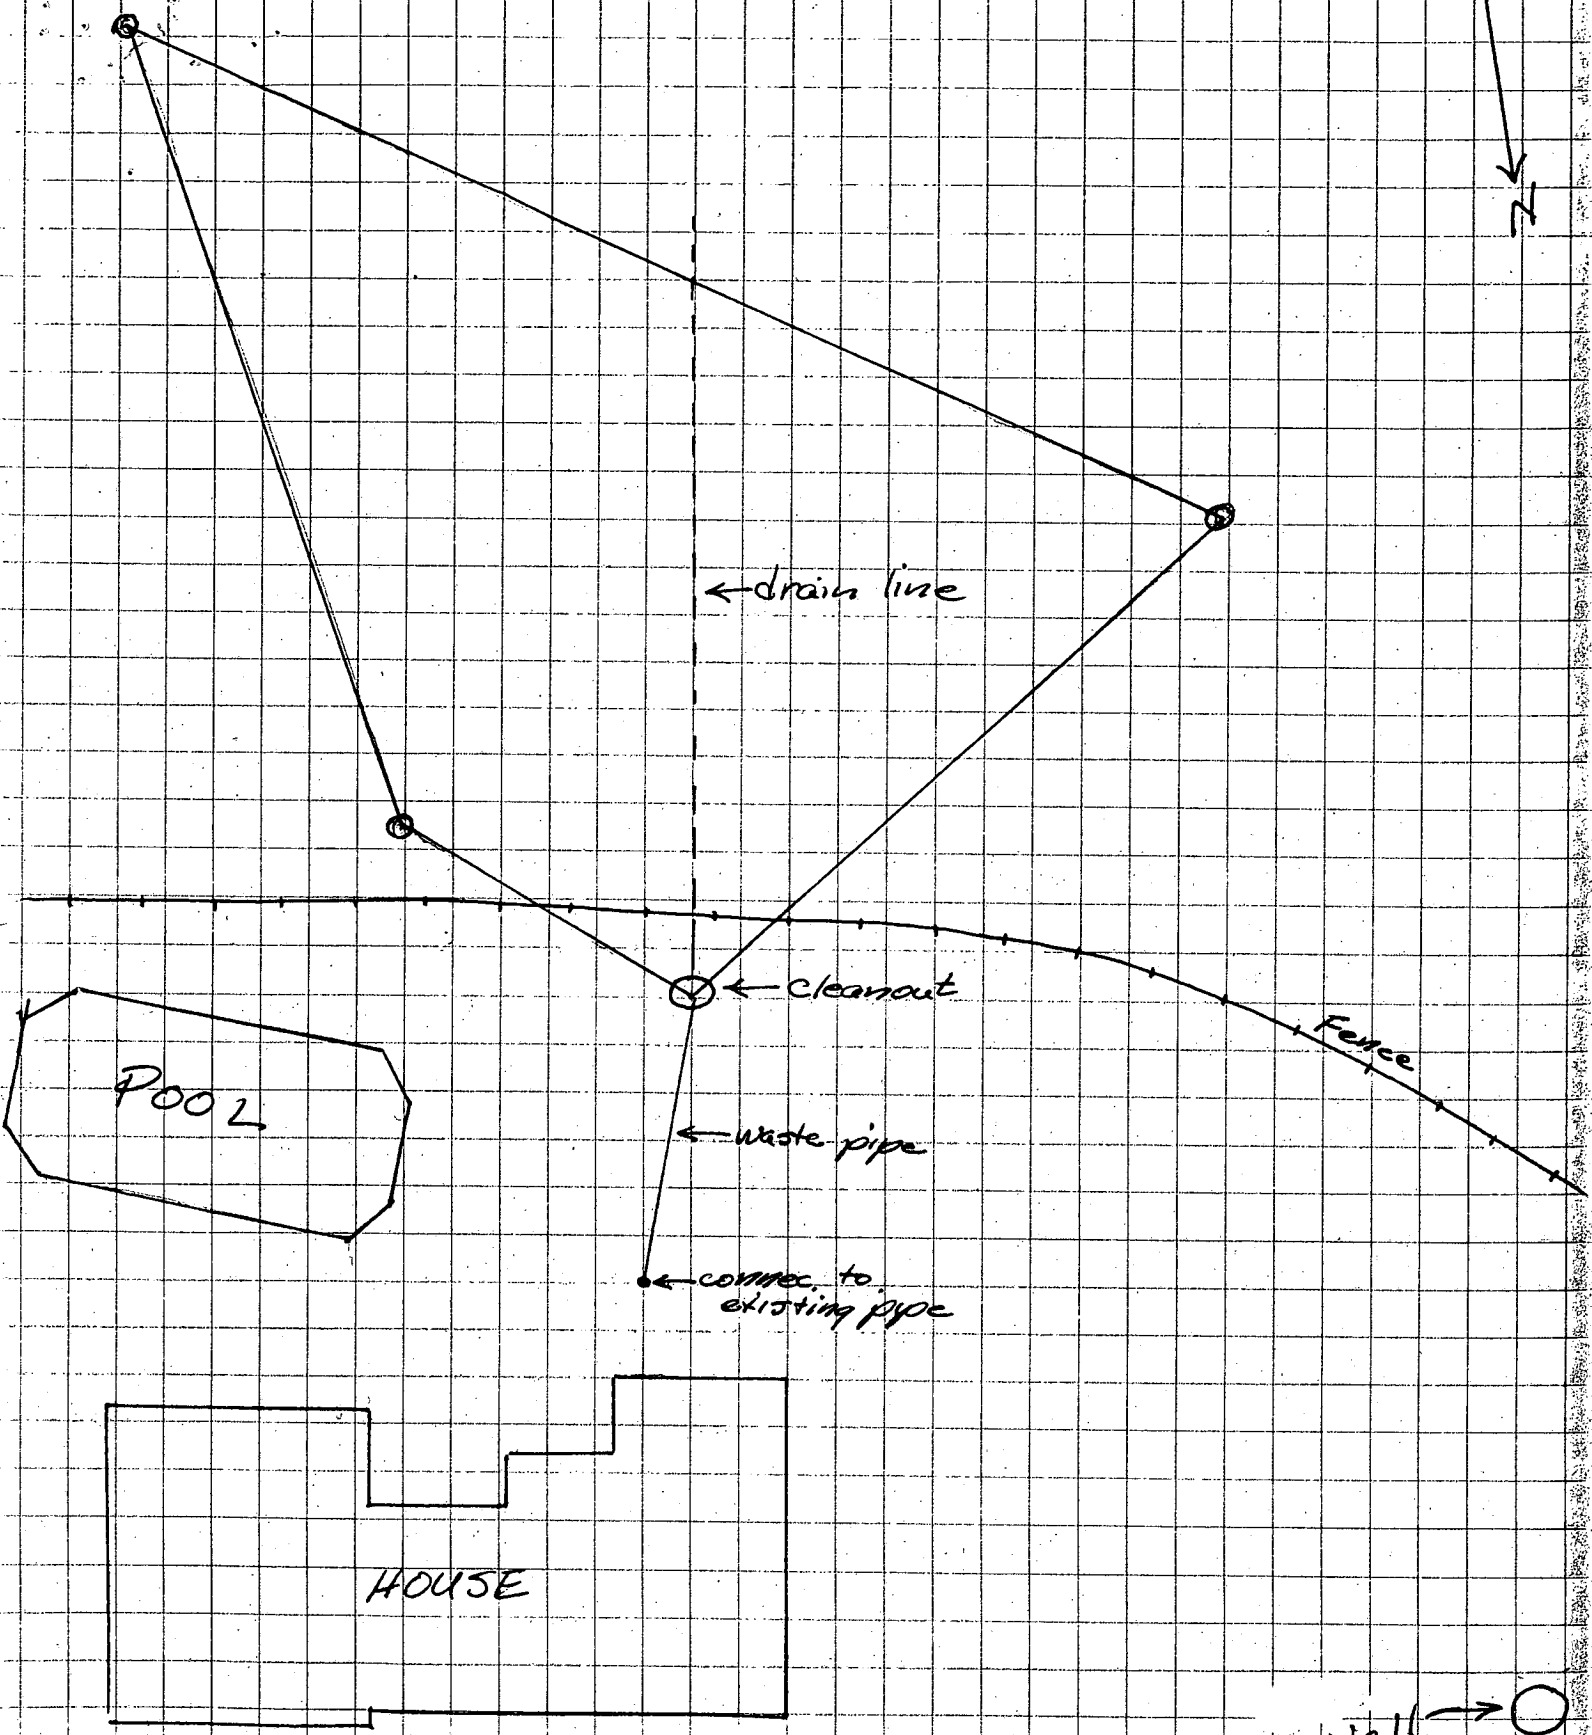 N
←drain line
←cleanout
Fence
POOL
←waste pipe
←connec. to
existing pipe
HOUSE